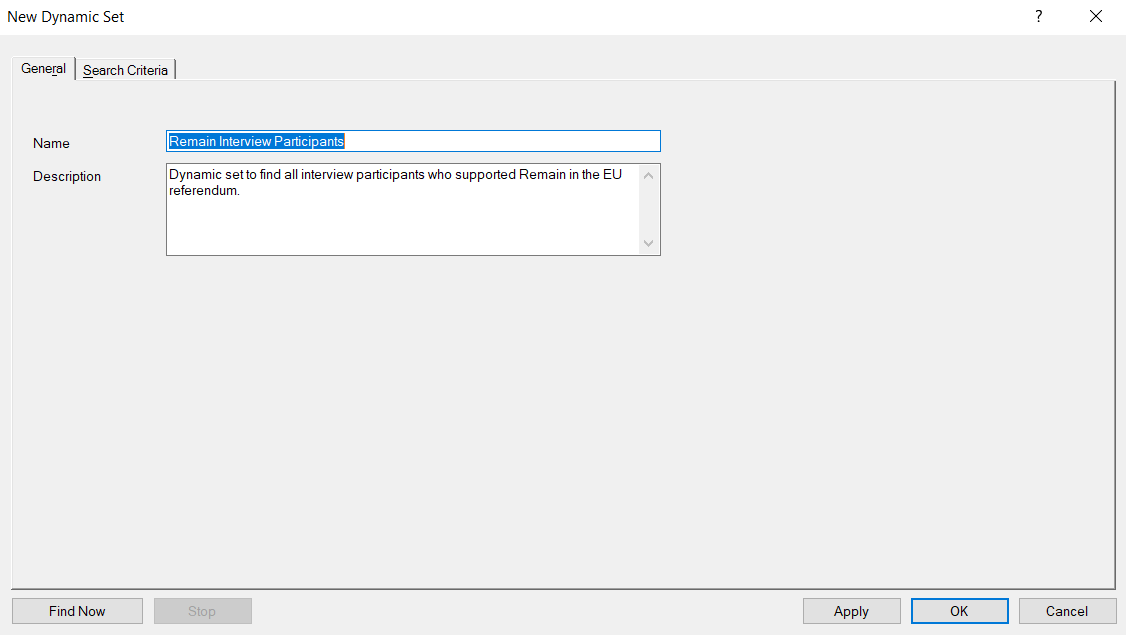 New Dynamic Set
?
General
Search Criteria
Name
Remain Interview Participants
Description
Dynamic set to find all interview participants who supported Remain in the EU
referendum.
Find Now
Stop
Apply
OK
Cancel